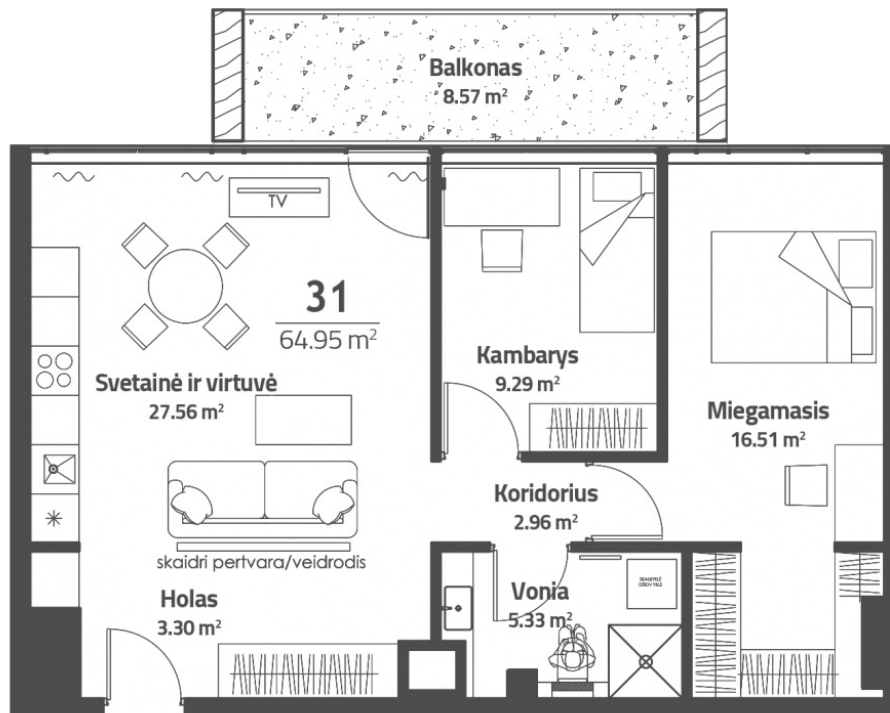 Balkonas
8.57 m²
TV
31
64.95 m²
Kambarys
9.29 m²
Svetainė ir virtuvė
27.56 m²
Miegamasis
16.51 m²
Koridorius
2.96 m²
skaidri pertvara/veidrodis
Holas
3.30 m²
Vonia
5.33 m²